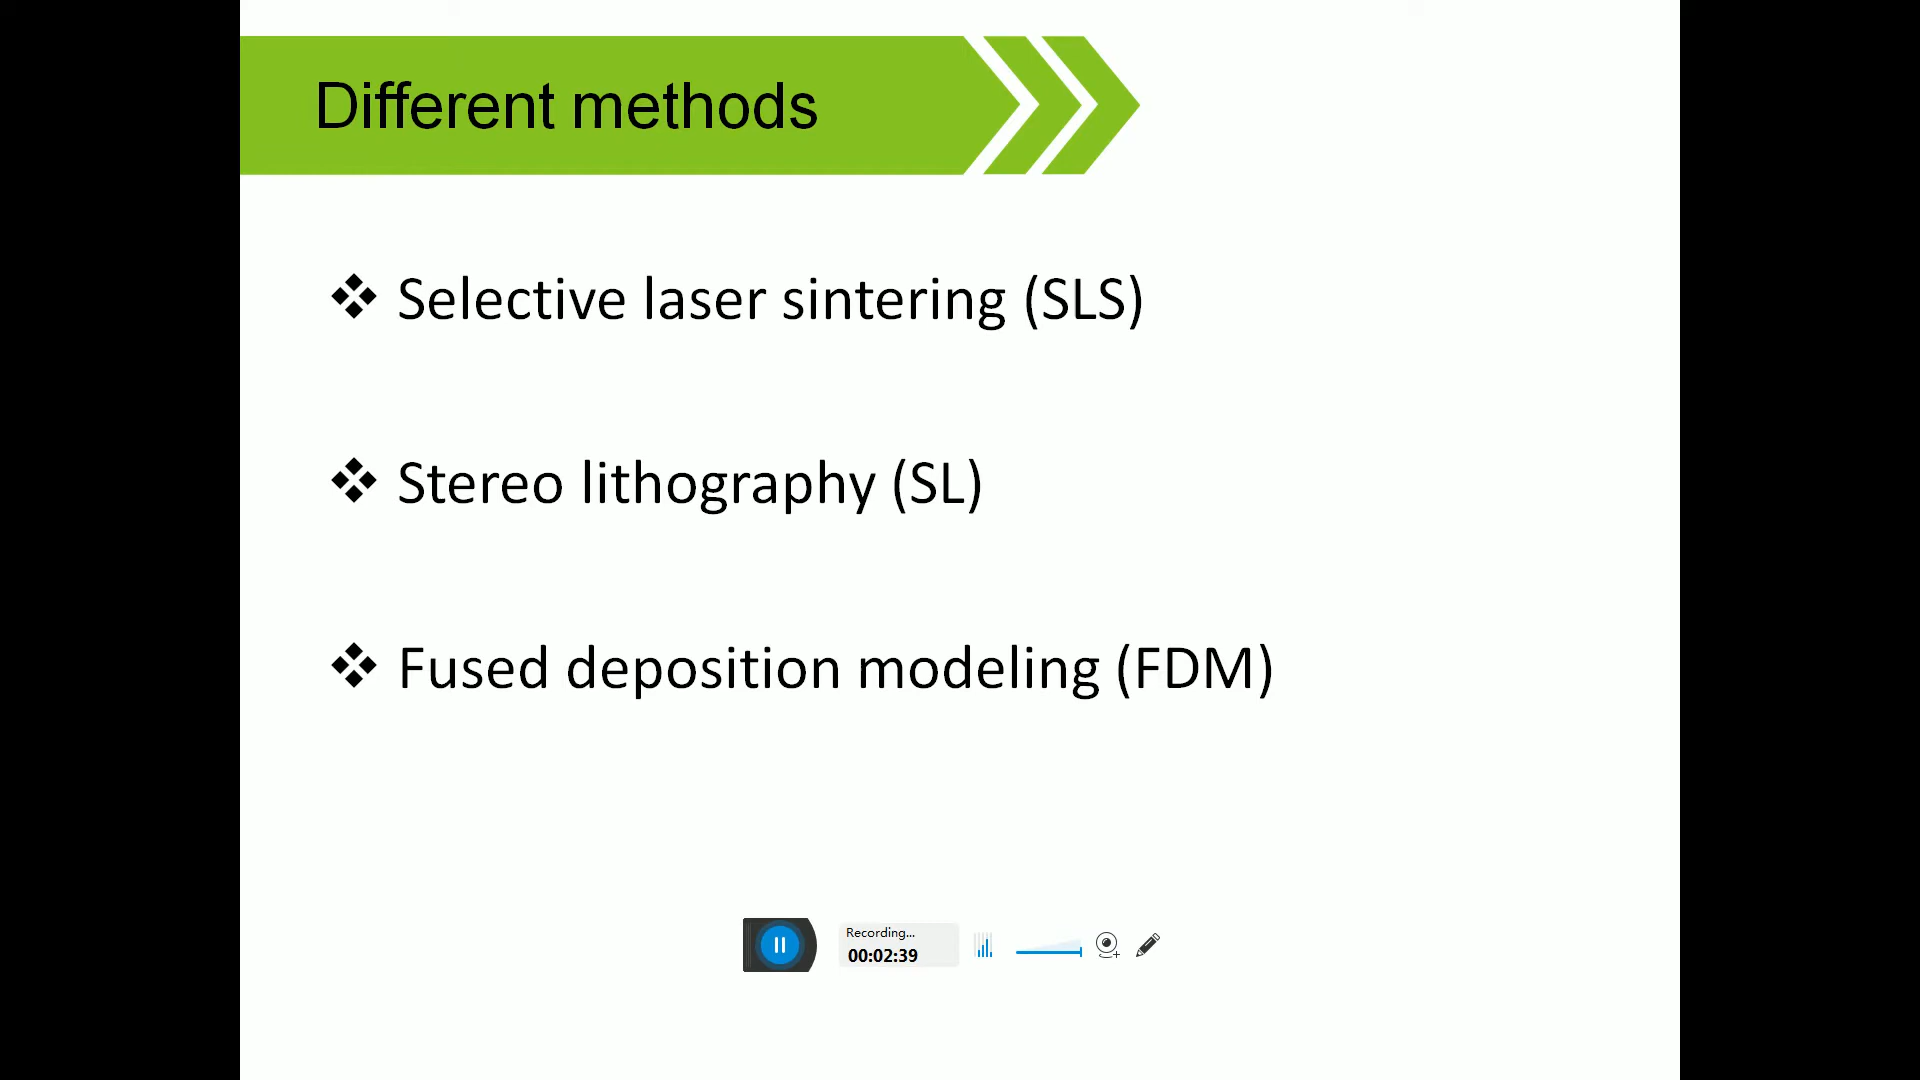 Different methods
Selective laser sintering (SLS)
Stereo lithography (SL)
Fused deposition modeling (FDM)
Recording...
00:02:39